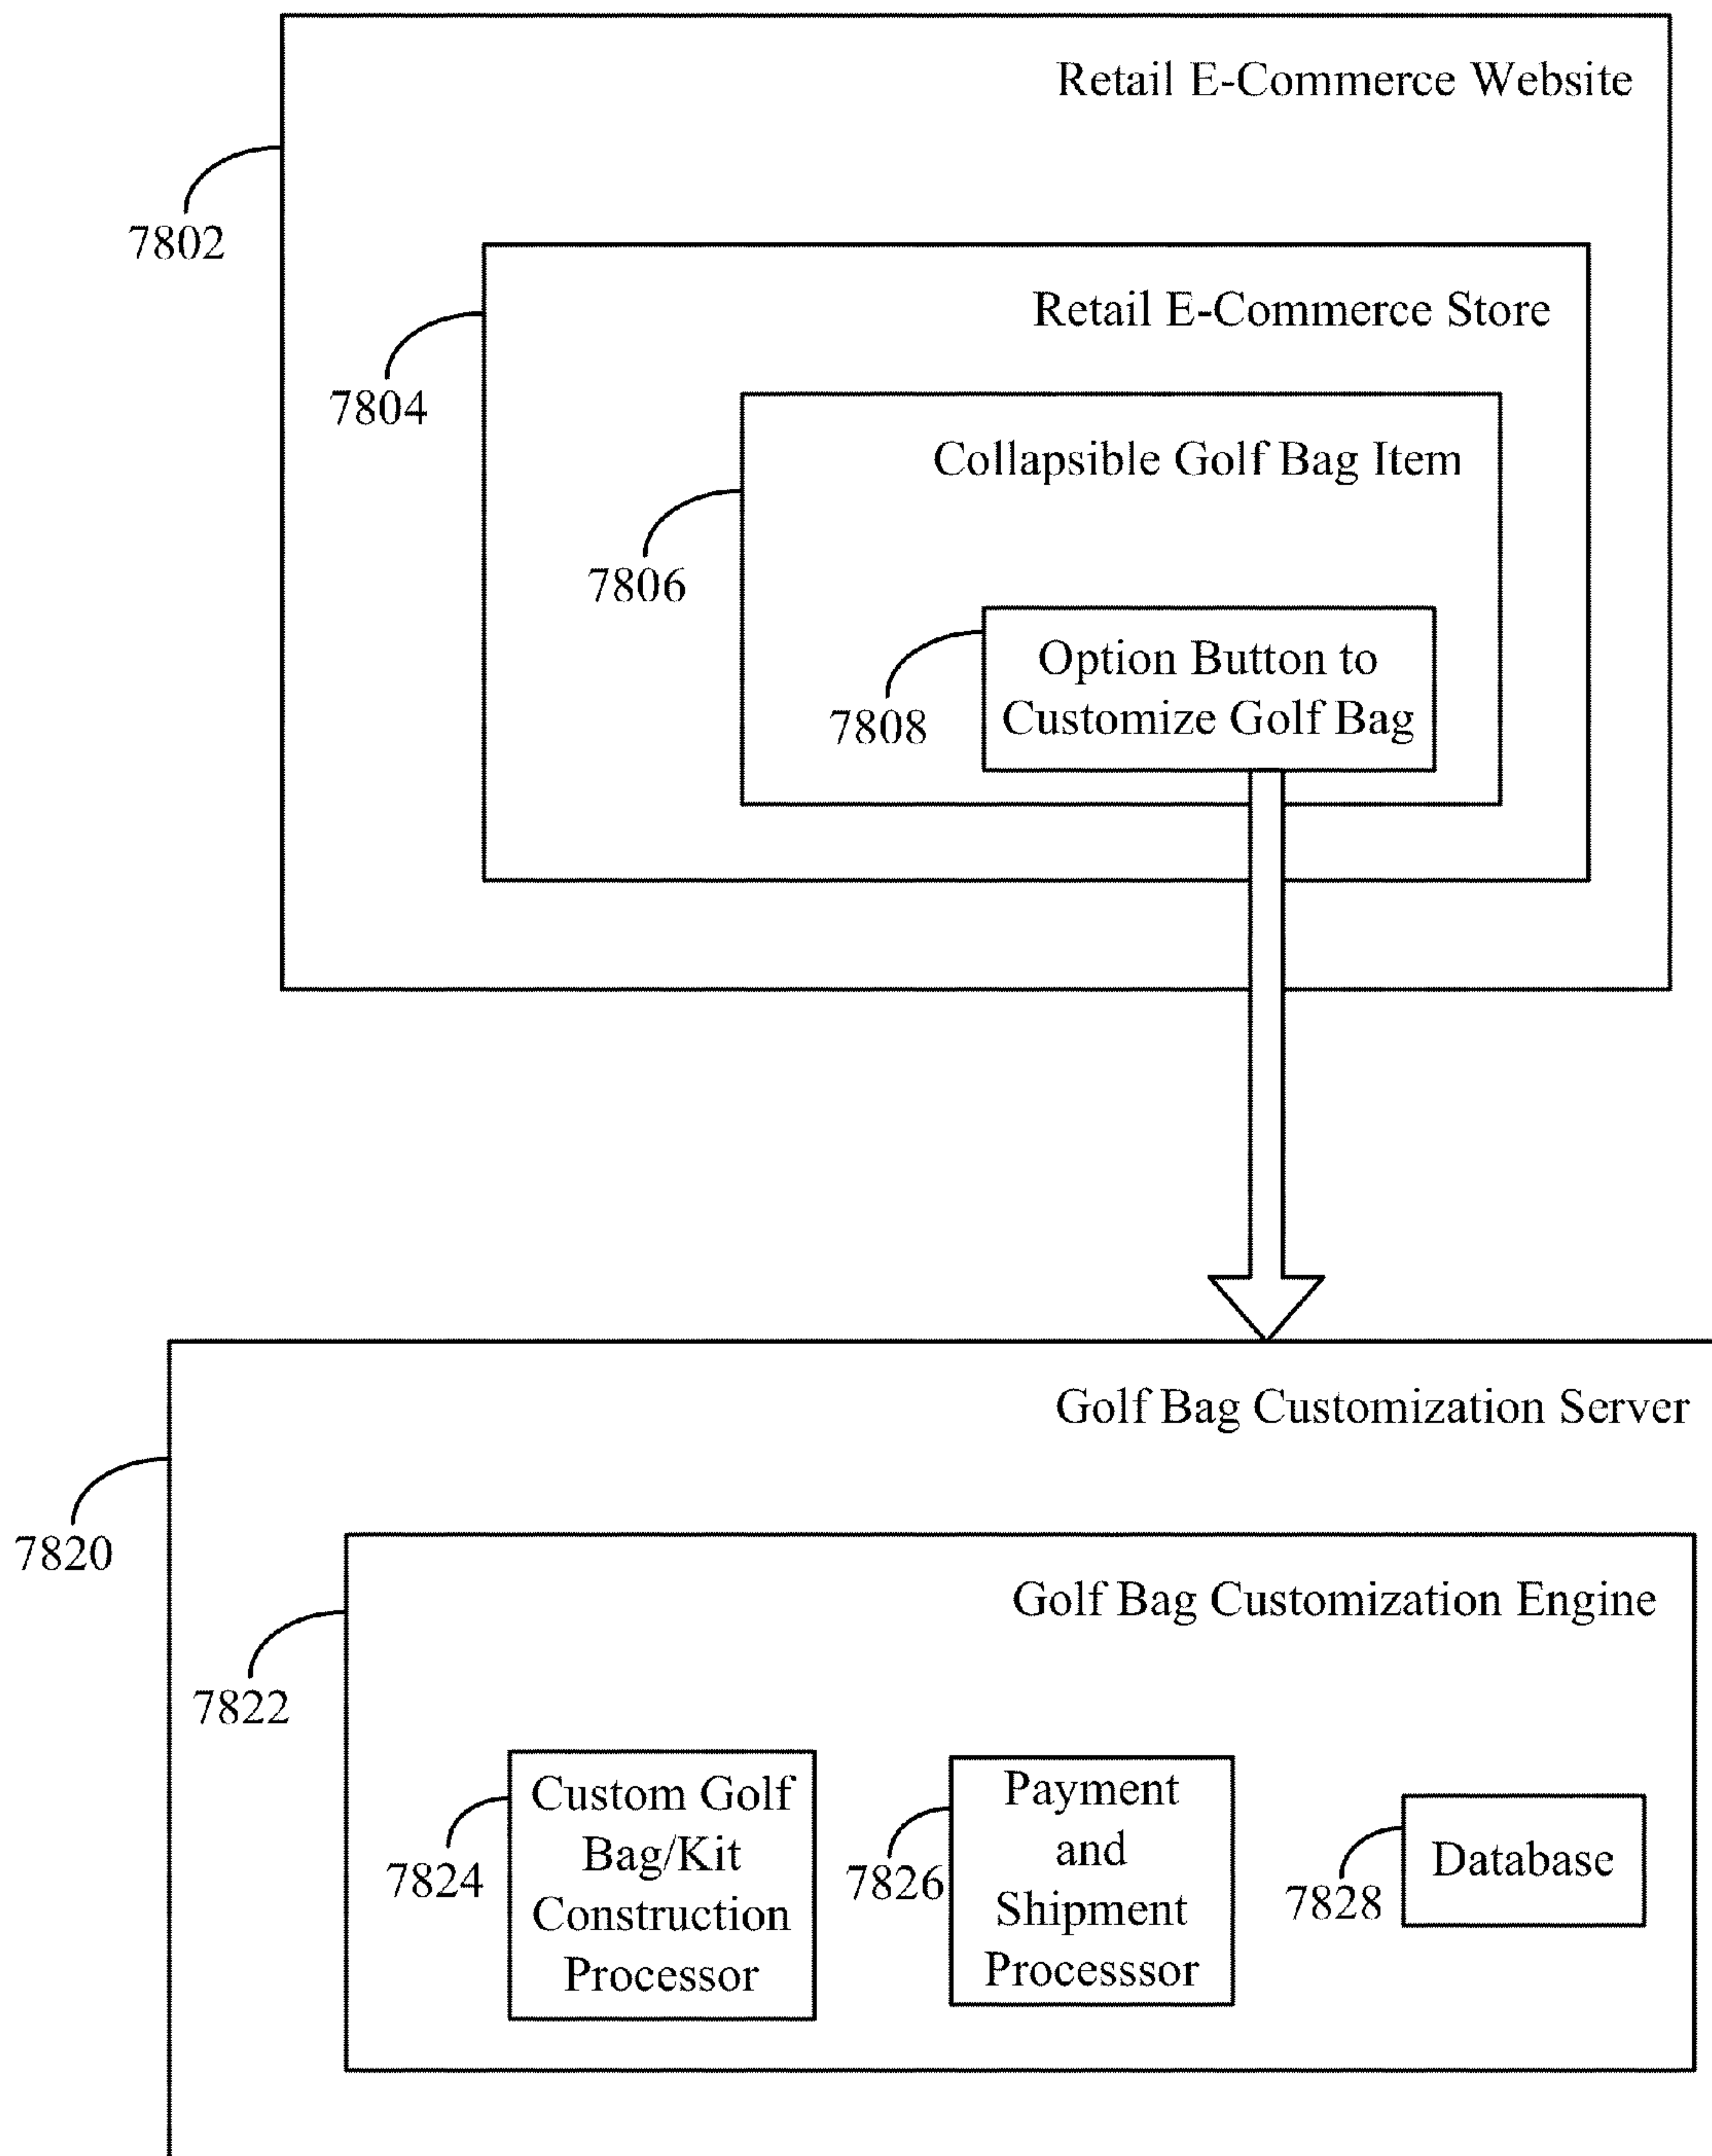 Retail E-Commerce Website
7802
Retail E-Commerce Store
7804
Collapsible Golf Bag Item
7806
Option Button to
Customize Golf Bag
7808
Golf Bag Customization Server
7820
Golf Bag Customization Engine
7822
Custom Golf
Bag/Kit
Construction
Processor
7824
Payment
and
Shipment
Processsor
7826
Database
7828